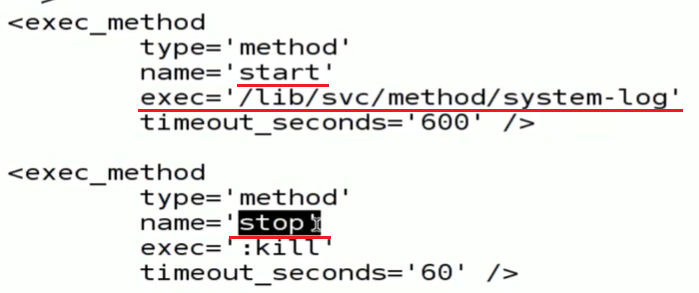 <exec_method
type='method'
name='start'
exec='/lib/svc/method/system-log'
timeout_seconds='600' />
<exec_method
type='method'
name='stop'
exec=':kill'
timeout_seconds='60' />